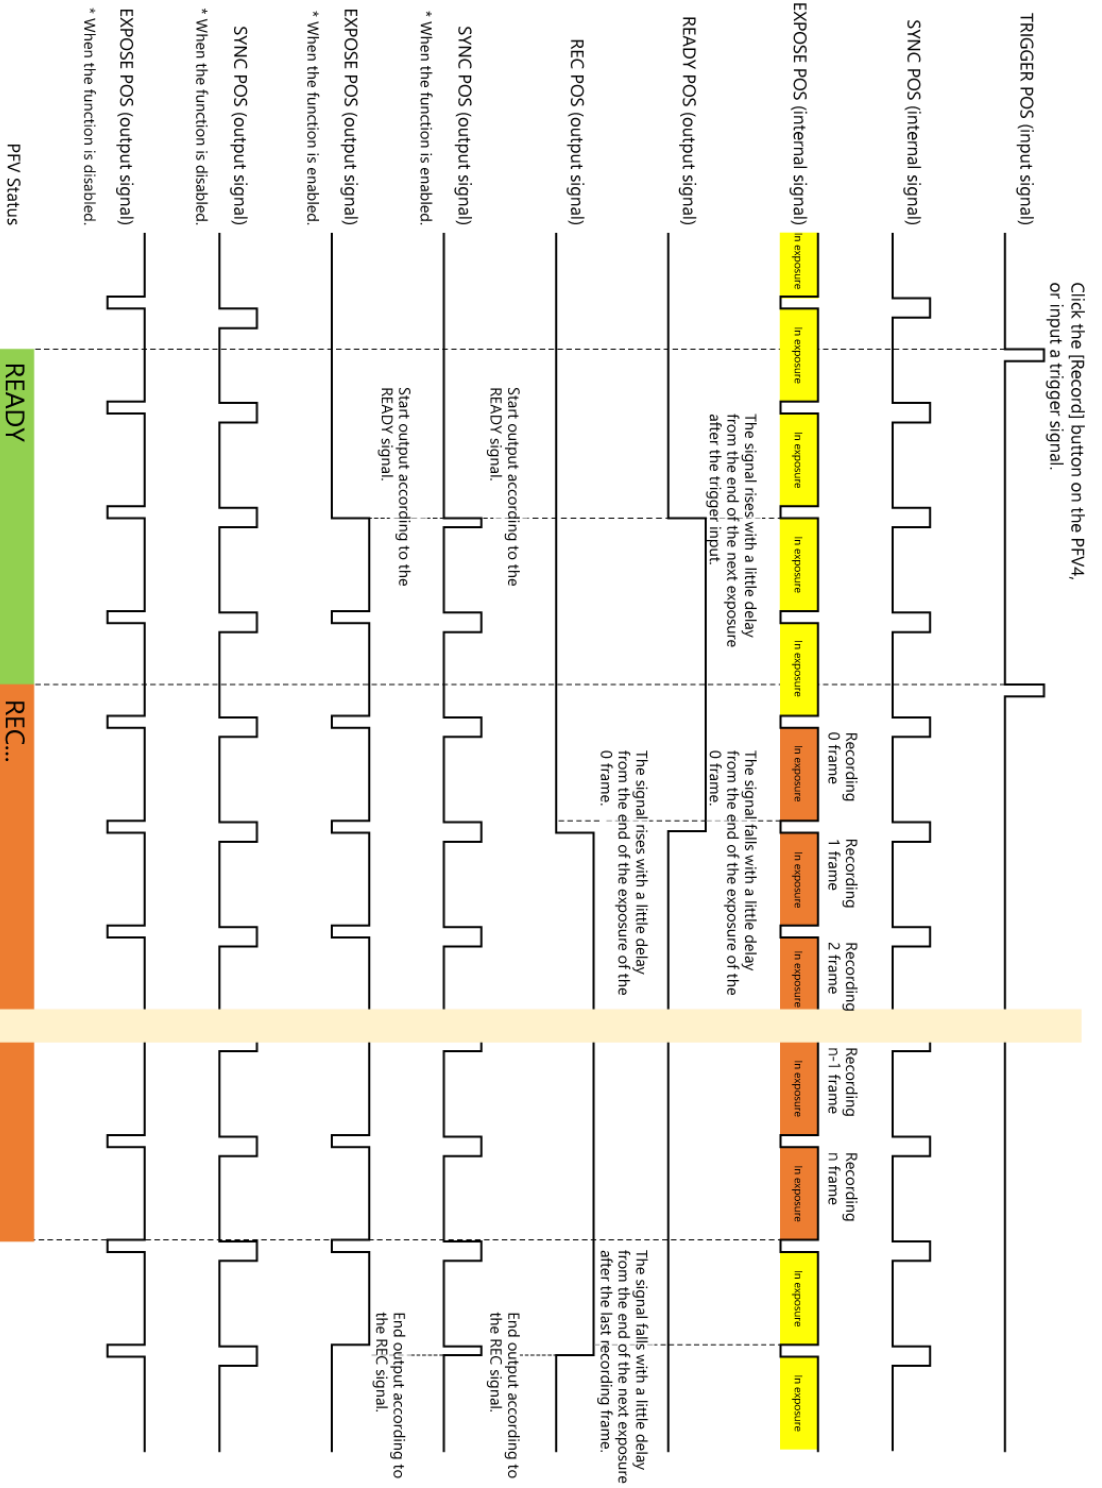 Click the [Record] button on the PFV4,
or input a trigger signal.
TRIGGER POS (input signal)
SYNC POS (internal signal)
Recording
0 frame
Recording
1 frame
Recording
2 frame
Recording
n-1 frame
Recording
n frame
EXPOSE POS (internal signal)
In exposure
In exposure
In exposure
In exposure
In exposure
In exposure
In exposure
In exposure
In exposure
In exposure
In exposure
In exposure
The signal rises with a little delay
from the end of the next exposure
after the trigger input.
The signal falls with a little delay
from the end of the exposure of the
0 frame.
READY POS (output signal)
The signal rises with a little delay
from the end of the exposure of the
0 frame.
The signal falls with a little delay
from the end of the next exposure
after the last recording frame.
REC POS (output signal)
Start output according to the
READY signal.
End output according to
the REC signal.
SYNC POS (output signal)
* When the function is enabled.
Start output according to the
READY signal.
End output according to
the REC signal.
EXPOSE POS (output signal)
* When the function is enabled.
SYNC POS (output signal)
* When the function is disabled.
EXPOSE POS (output signal)
* When the function is disabled.
PFV Status
READY
REC...